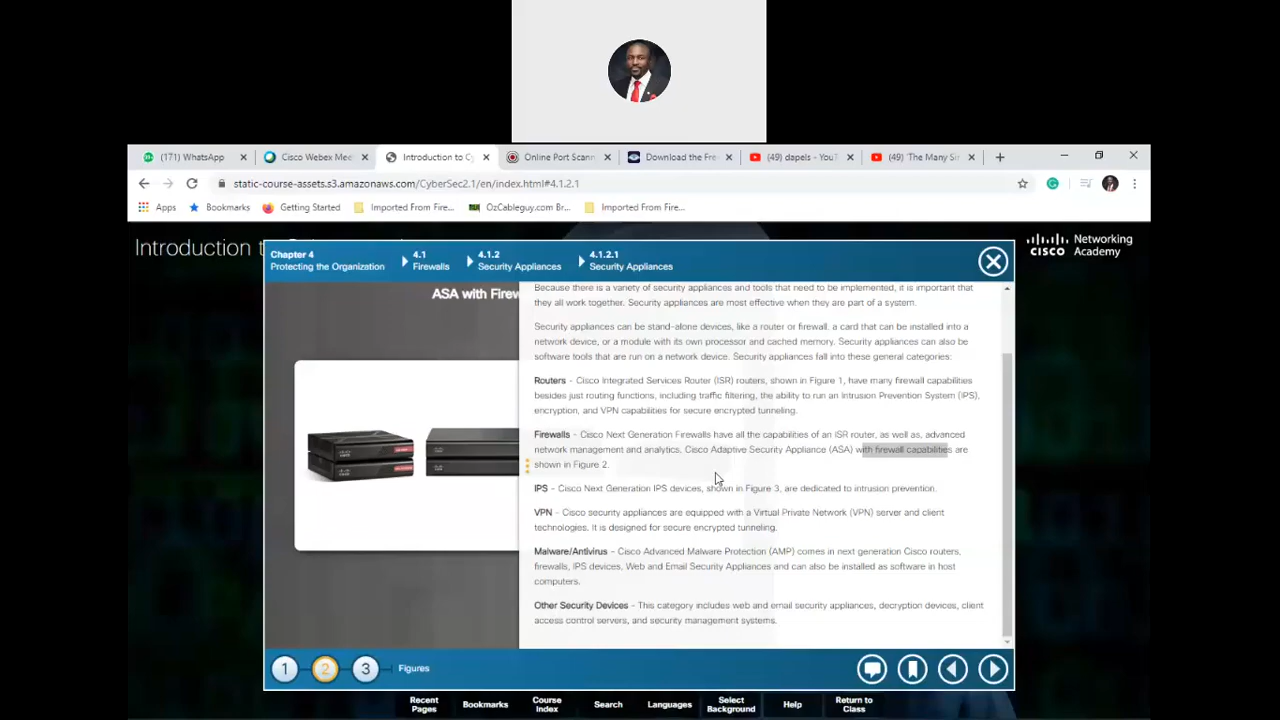 (171) WhatsApp
Cisco Webex Mee
Introduction to Cy
Online Port Scann
Download the Fre
(49) dapels - YouT
(49) 'The Many Sin
static-course-assets.s3.amazonaws.com/CyberSec2.1/en/index.html#4.1.2.1
Apps
Bookmarks
Getting Started
Imported From Fire...
OzCableguy.com Br...
Imported From Fire...
Introduction t
CISCO
Networking
Academy
Chapter 4
Protecting the Organization
4.1
Firewalls
4.1.2
Security Appliances
4.1.2.1
Security Appliances
ASA with Firew
Because there is a variety of security appliances and tools that need to be implemented, it is important that
they all work together. Security appliances are most effective when they are part of a system.
Security appliances can be stand-alone devices, like a router or firewall, a card that can be installed into a
network device, or a module with its own processor and cached memory. Security appliances can also be
software tools that are run on a network device. Security appliances fall into these general categories:
Routers - Cisco Integrated Services Router (ISR) routers, shown in Figure 1, have many firewall capabilities
besides just routing functions, including traffic filtering, the ability to run an Intrusion Prevention System (IPS),
encryption, and VPN capabilities for secure encrypted tunneling.
Firewalls - Cisco Next Generation Firewalls have all the capabilities of an ISR router, as well as, advanced
network management and analytics. Cisco Adaptive Security Appliance (ASA) with firewall capabilities are
shown in Figure 2.
IPS - Cisco Next Generation IPS devices, shown in Figure 3, are dedicated to intrusion prevention.
VPN - Cisco security appliances are equipped with a Virtual Private Network (VPN) server and client
technologies. It is designed for secure encrypted tunneling.
Malware/Antivirus - Cisco Advanced Malware Protection (AMP) comes in next generation Cisco routers,
firewalls, IPS devices, Web and Email Security Appliances and can also be installed as software in host
computers.
Other Security Devices - This category includes web and email security appliances, decryption devices, client
access control servers, and security management systems.
1
2
3
Figures
Recent
Pages
Bookmarks
Course
Index
Search
Languages
Select
Background
Help
Return to
Class